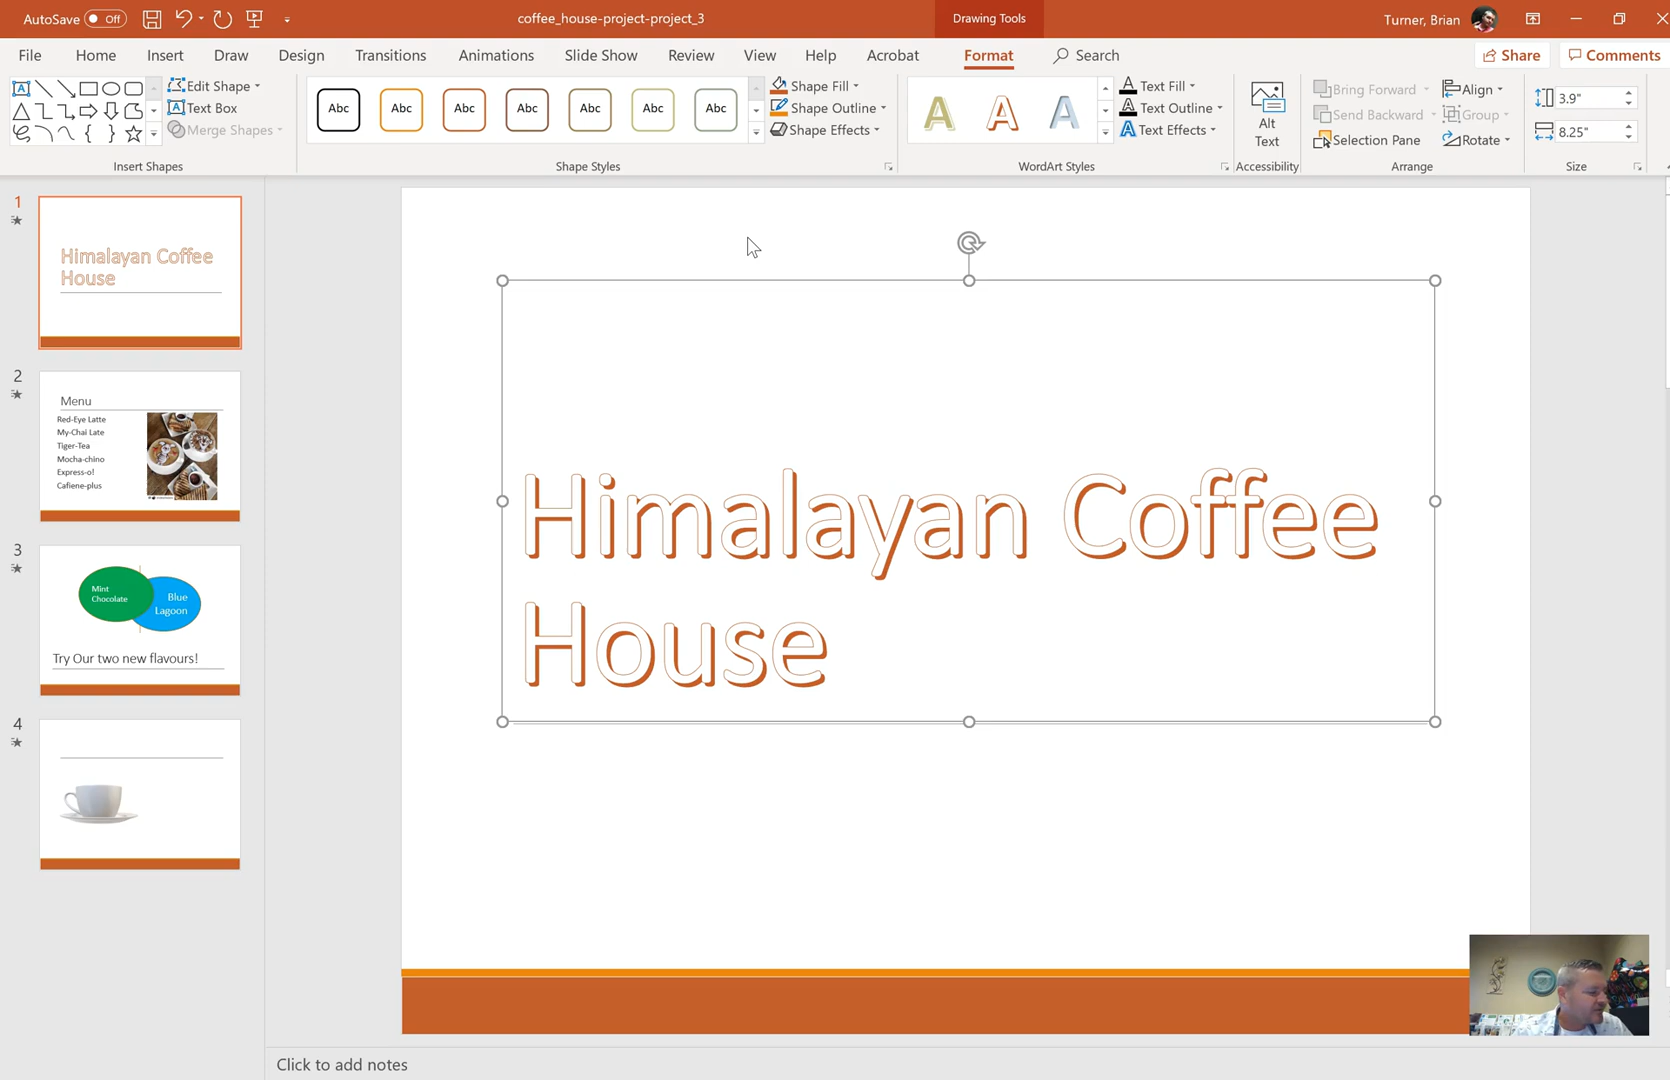 AutoSave Off
coffee_house-project-project_3
Drawing Tools
Turner, Brian
File Home Insert Draw Design Transitions Animations Slide Show Review View Help Acrobat Format Search
Share Comments
Edit Shape
Text Box
Merge Shapes
Insert Shapes
Abc Abc Abc Abc Abc Abc Abc
Shape Fill
Shape Outline
Shape Effects
Shape Styles
A A A
Text Fill
Text Outline
Text Effects
WordArt Styles
Alt
Text
Accessibility
Bring Forward
Send Backward
Selection Pane
Align
Group
Rotate
Arrange
3.9"
8.25"
Size
1
Himalayan Coffee
House
2
Menu
Red-Eye Latte
My-Chai Late
Tiger-Tea
Mocha-chino
Express-o!
Cafiene-plus
3
Mint
Chocolate
Blue
Lagoon
Try Our two new flavours!
4
Himalayan Coffee
House
Click to add notes